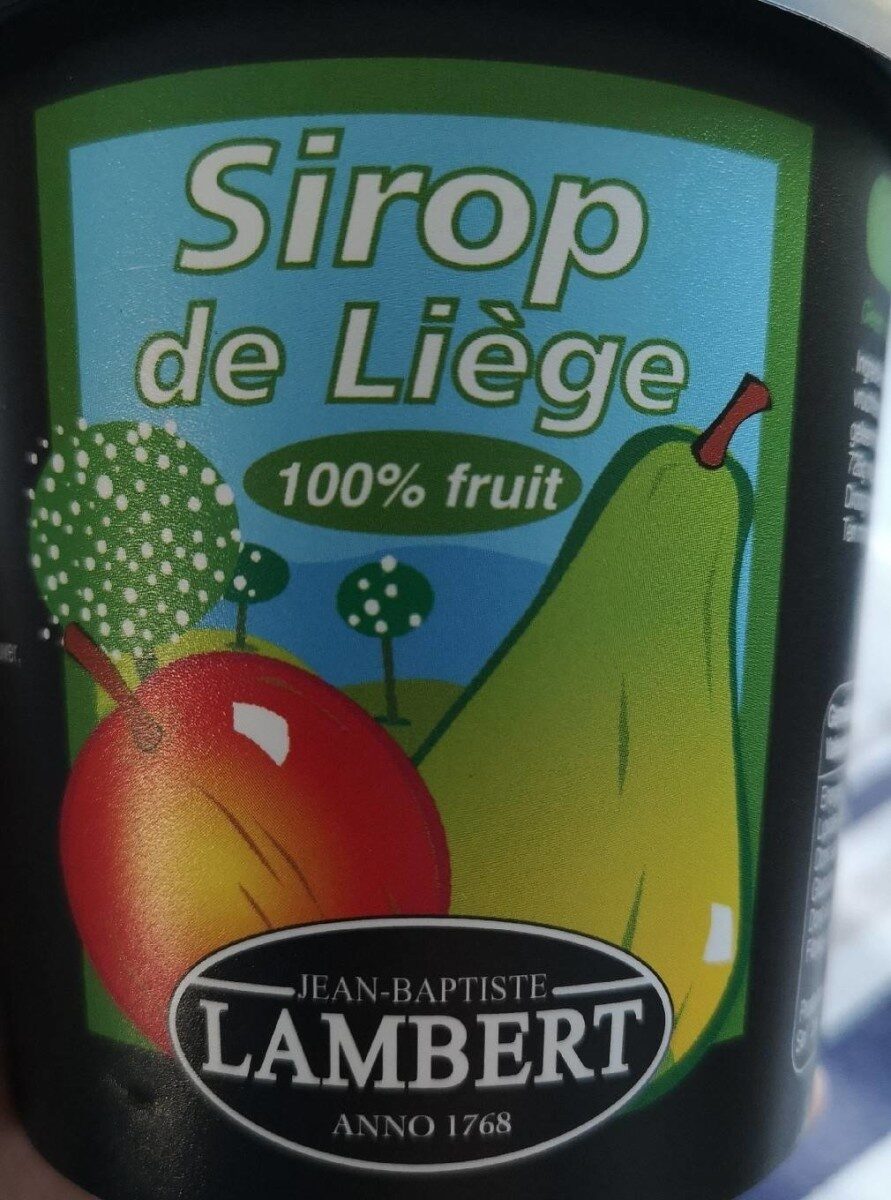 Sirop
de Liège
100% fruit
JEAN-BAPTISTE
LAMBERT
ANNO 1768